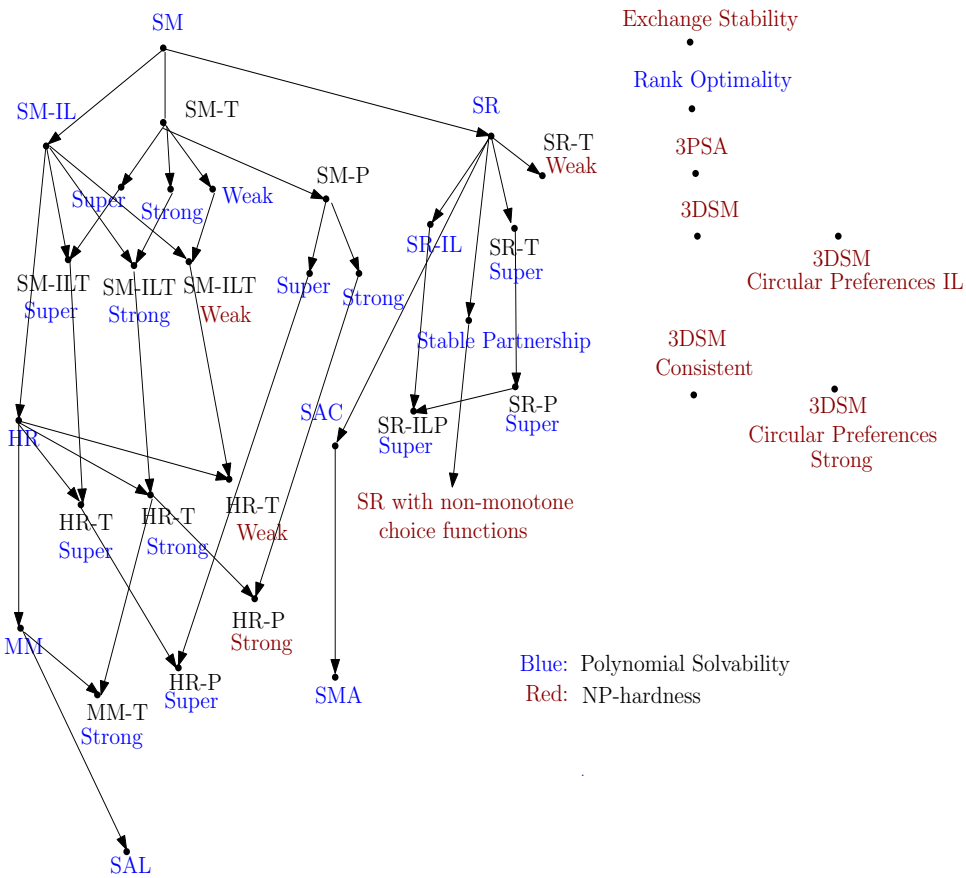 SM
Exchange Stability
Rank Optimality
SM-IL
SM-T
SR
SR-T
Weak
3PSA
SM-P
Super
Strong
Weak
3DSM
SR-IL
SR-T
Super
3DSM
Circular Preferences IL
SM-ILT
Super
SM-ILT
Strong
SM-ILT
Weak
Super
Strong
Stable Partnership
3DSM
Consistent
SAC
SR-ILP
Super
SR-P
Super
3DSM
Circular Preferences
Strong
HR
HR-T
Super
HR-T
Strong
HR-T
Weak
SR with non-monotone
choice functions
HR-P
Strong
MM
HR-P
Super
MM-T
Strong
SMA
Blue: Polynomial Solvability
Red: NP-hardness
SAL